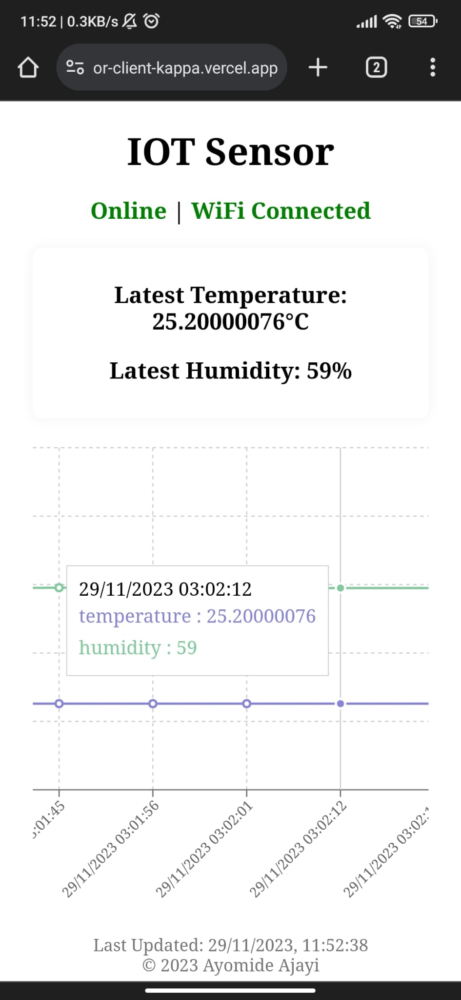 11:52 | 0.3KB/s
54
or-client-kappa.vercel.app
2
IOT Sensor
Online | WiFi Connected
Latest Temperature:
25.20000076°C
Latest Humidity: 59%
29/11/2023 03:02:12
temperature : 25.20000076
humidity : 59
:01:45
29/11/2023 03:01:56
29/11/2023 03:02:01
29/11/2023 03:02:12
29/11/2023 03:02:
Last Updated: 29/11/2023, 11:52:38
© 2023 Ayomide Ajayi